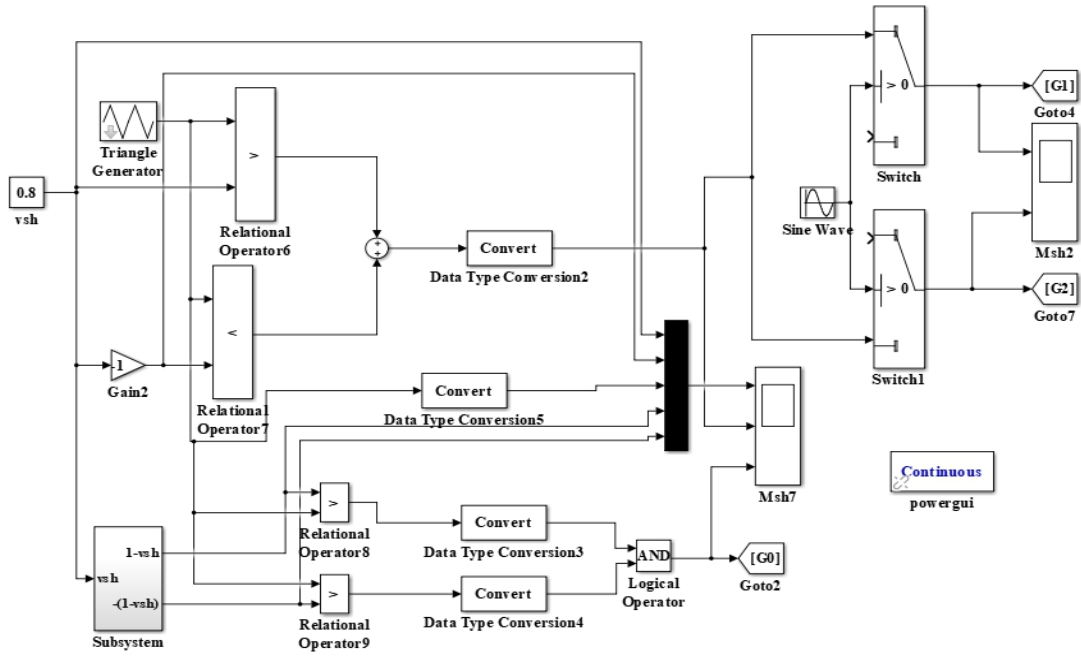 [G1]
Goto4
> 0
Switch
Triangle
Generator
>
0.8
vsh
Relational
Operator6
+
+
Convert
Data Type Conversion2
Sine Wave
Msh2
> 0
[G2]
Goto7
Switch1
<
-1
Gain2
Relational
Operator7
Convert
Data Type Conversion5
Msh7
Continuous
powergui
>
Relational
Operator8
Convert
Data Type Conversion3
1-vsh
vsh
-(1-vsh)
Subsystem
>
Relational
Operator9
Convert
Data Type Conversion4
AND
Logical
Operator
[G0]
Goto2